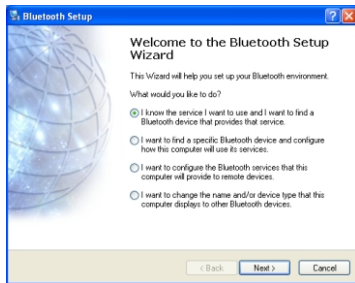 Bluetooth Setup
Welcome to the Bluetooth Setup
Wizard
This Wizard will help you set up your Bluetooth environment.
What would you like to do?
I know the service I want to use and I want to find a
Bluetooth device that provides that service.
I want to find a specific Bluetooth device and configure
how this computer will use its services.
I want to configure the Bluetooth services that this
computer will provide to remote devices.
I want to change the name and/or device type that this
computer displays to other Bluetooth devices.
< Back Next > Cancel